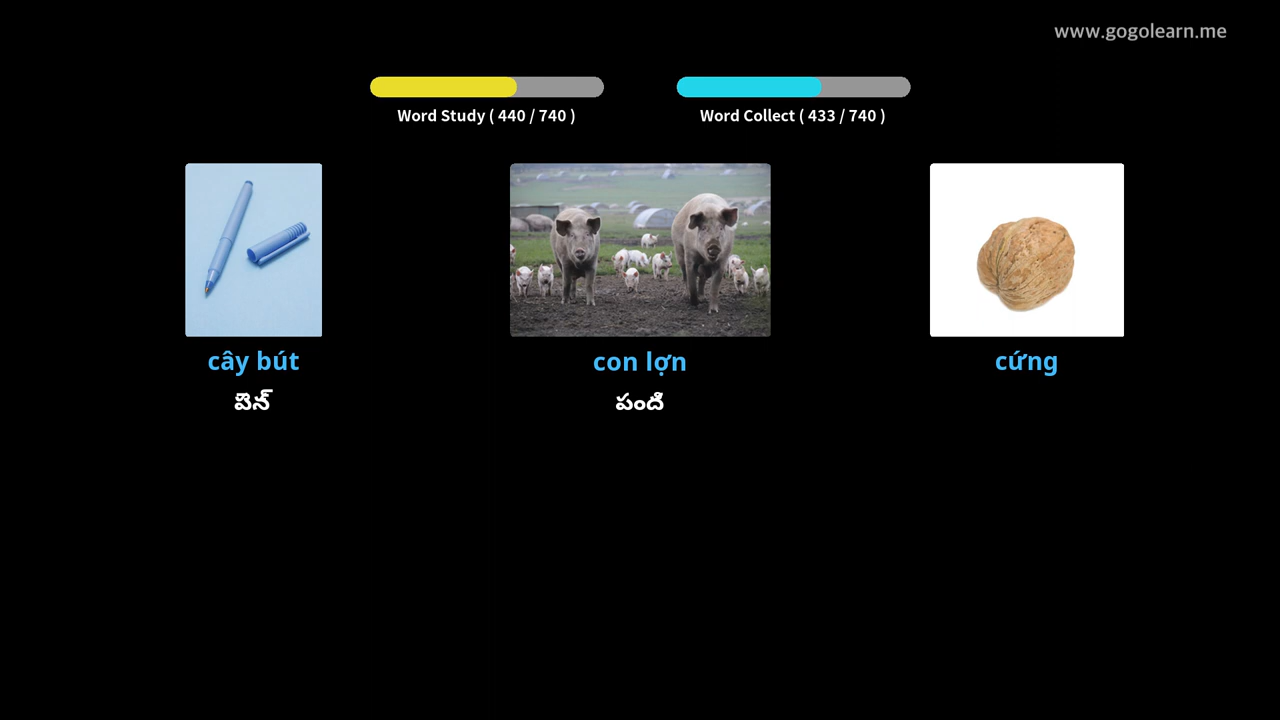 www.gogolearn.me
Word Study ( 440 / 740 )
Word Collect ( 433 / 740 )
cây bút
con lợn
cứng
పెన్
పంది